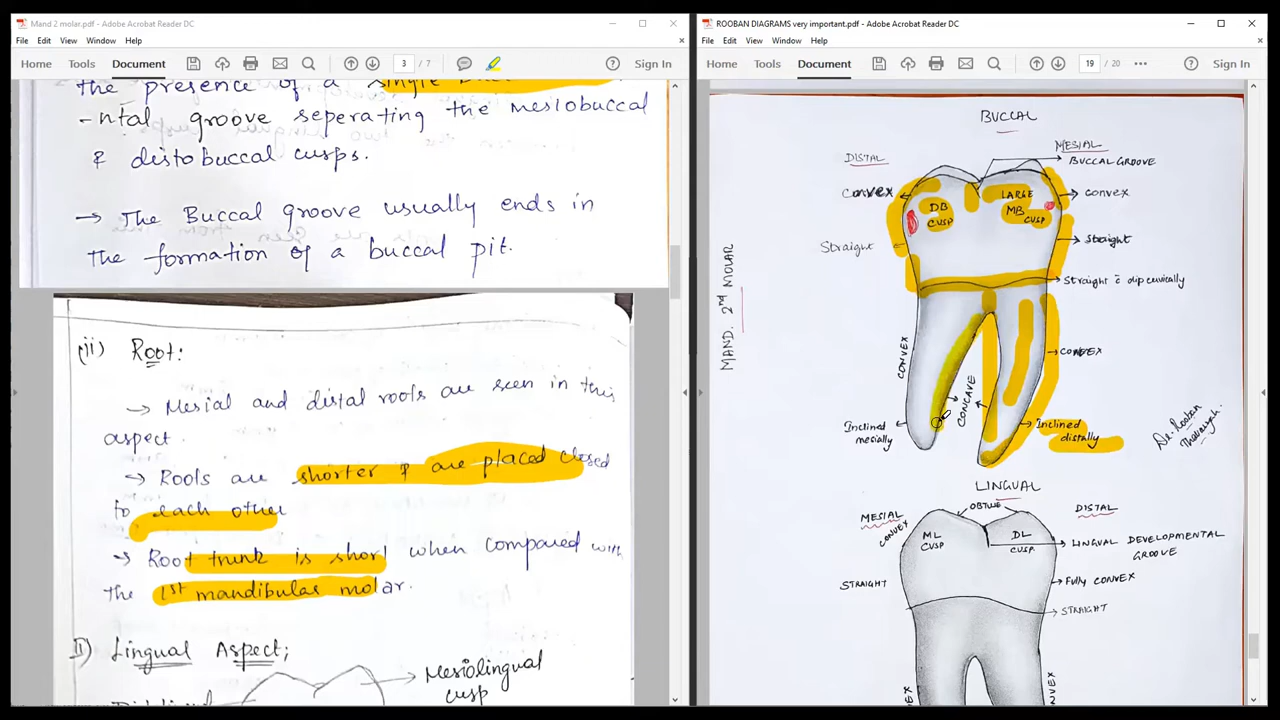 Mand 2 molar.pdf - Adobe Acrobat Reader DC
File Edit View Window Help
Home Tools Document 3 / 7 Sign In
the presence of a single
-ntal groove seperating the mesiobuccal
& distobuccal cusps.
→ The Buccal groove usually ends in
the formation of a buccal pit.
(ii) Root:
→ Mesial and distal roots are seen in this
aspect.
→ Roots are shorter & are placed closed
to each other
→ Root trunk is short when compared with
the 1st mandibular molar.
II) Lingual Aspect;
Mesiolingual
cusp
ROOBAN DIAGRAMS very important.pdf - Adobe Acrobat Reader DC
File Edit View Window Help
Home Tools Document 19 / 20 Sign In
BUCCAL
DISTAL
MESIAL
BUCCAL GROOVE
Convex
LARGE
convex
DB
CUSP
MB
CUSP
Straight
Straight
Straight c̄ dip cervically
MAND. 2nd MOLAR
CONVEX
CONCAVE
CONVEX
Inclined
mesially
Inclined
distally
Dr. Rooban
Thavarajah.
LINGUAL
MESIAL
OBTUSE
DISTAL
CONVEX
ML
CUSP
DL
CUSP.
LINGUAL DEVELOPMENTAL
GROOVE
STRAIGHT
Fully CONVEX
STRAIGHT